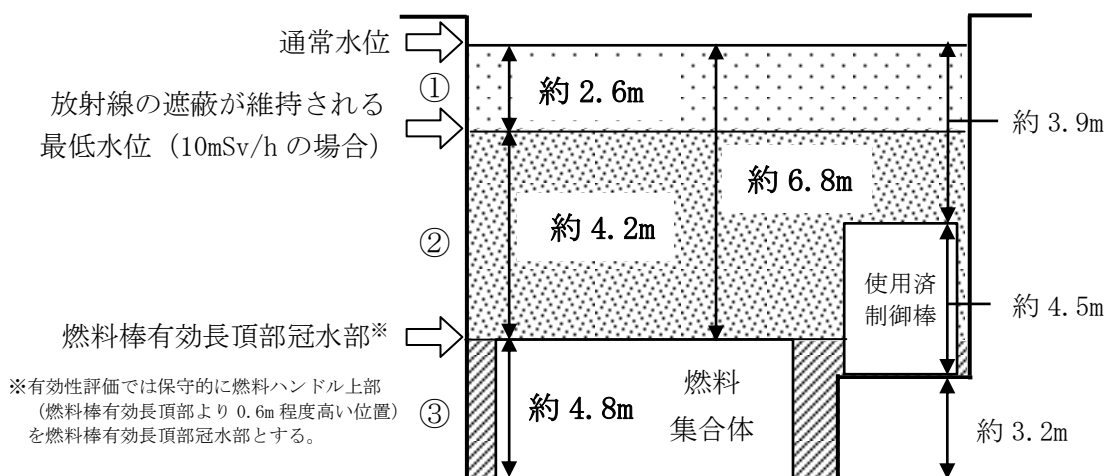 通常水位
①
約 2.6m
放射線の遮蔽が維持される
最低水位（10mSv/h の場合）
約 3.9m
約 6.8m
②
約 4.2m
使用済
制御棒
約 4.5m
燃料棒有効長頂部冠水部※
※有効性評価では保守的に燃料ハンドル上部
（燃料棒有効長頂部より 0.6m 程度高い位置）
を燃料棒有効長頂部冠水部とする。
③
約 4.8m
燃料
集合体
約 3.2m